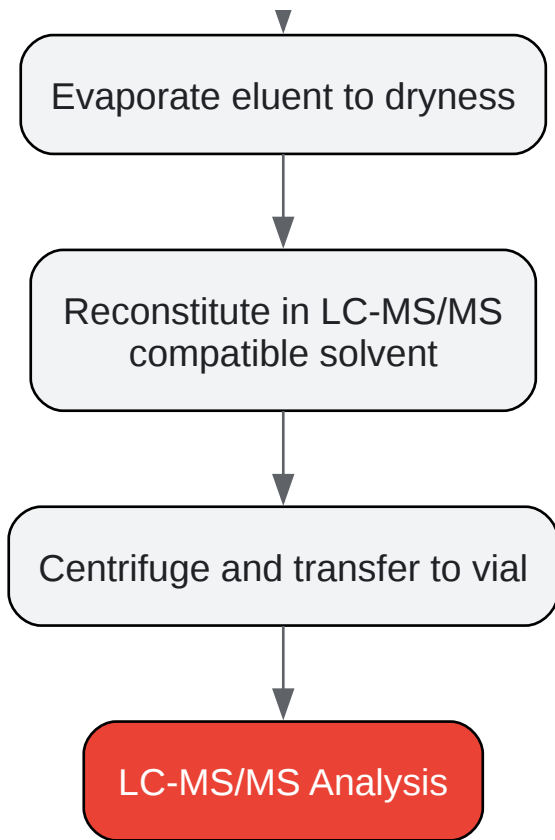 Evaporate eluent to dryness
Reconstitute in LC-MS/MS
compatible solvent
Centrifuge and transfer to vial
LC-MS/MS Analysis